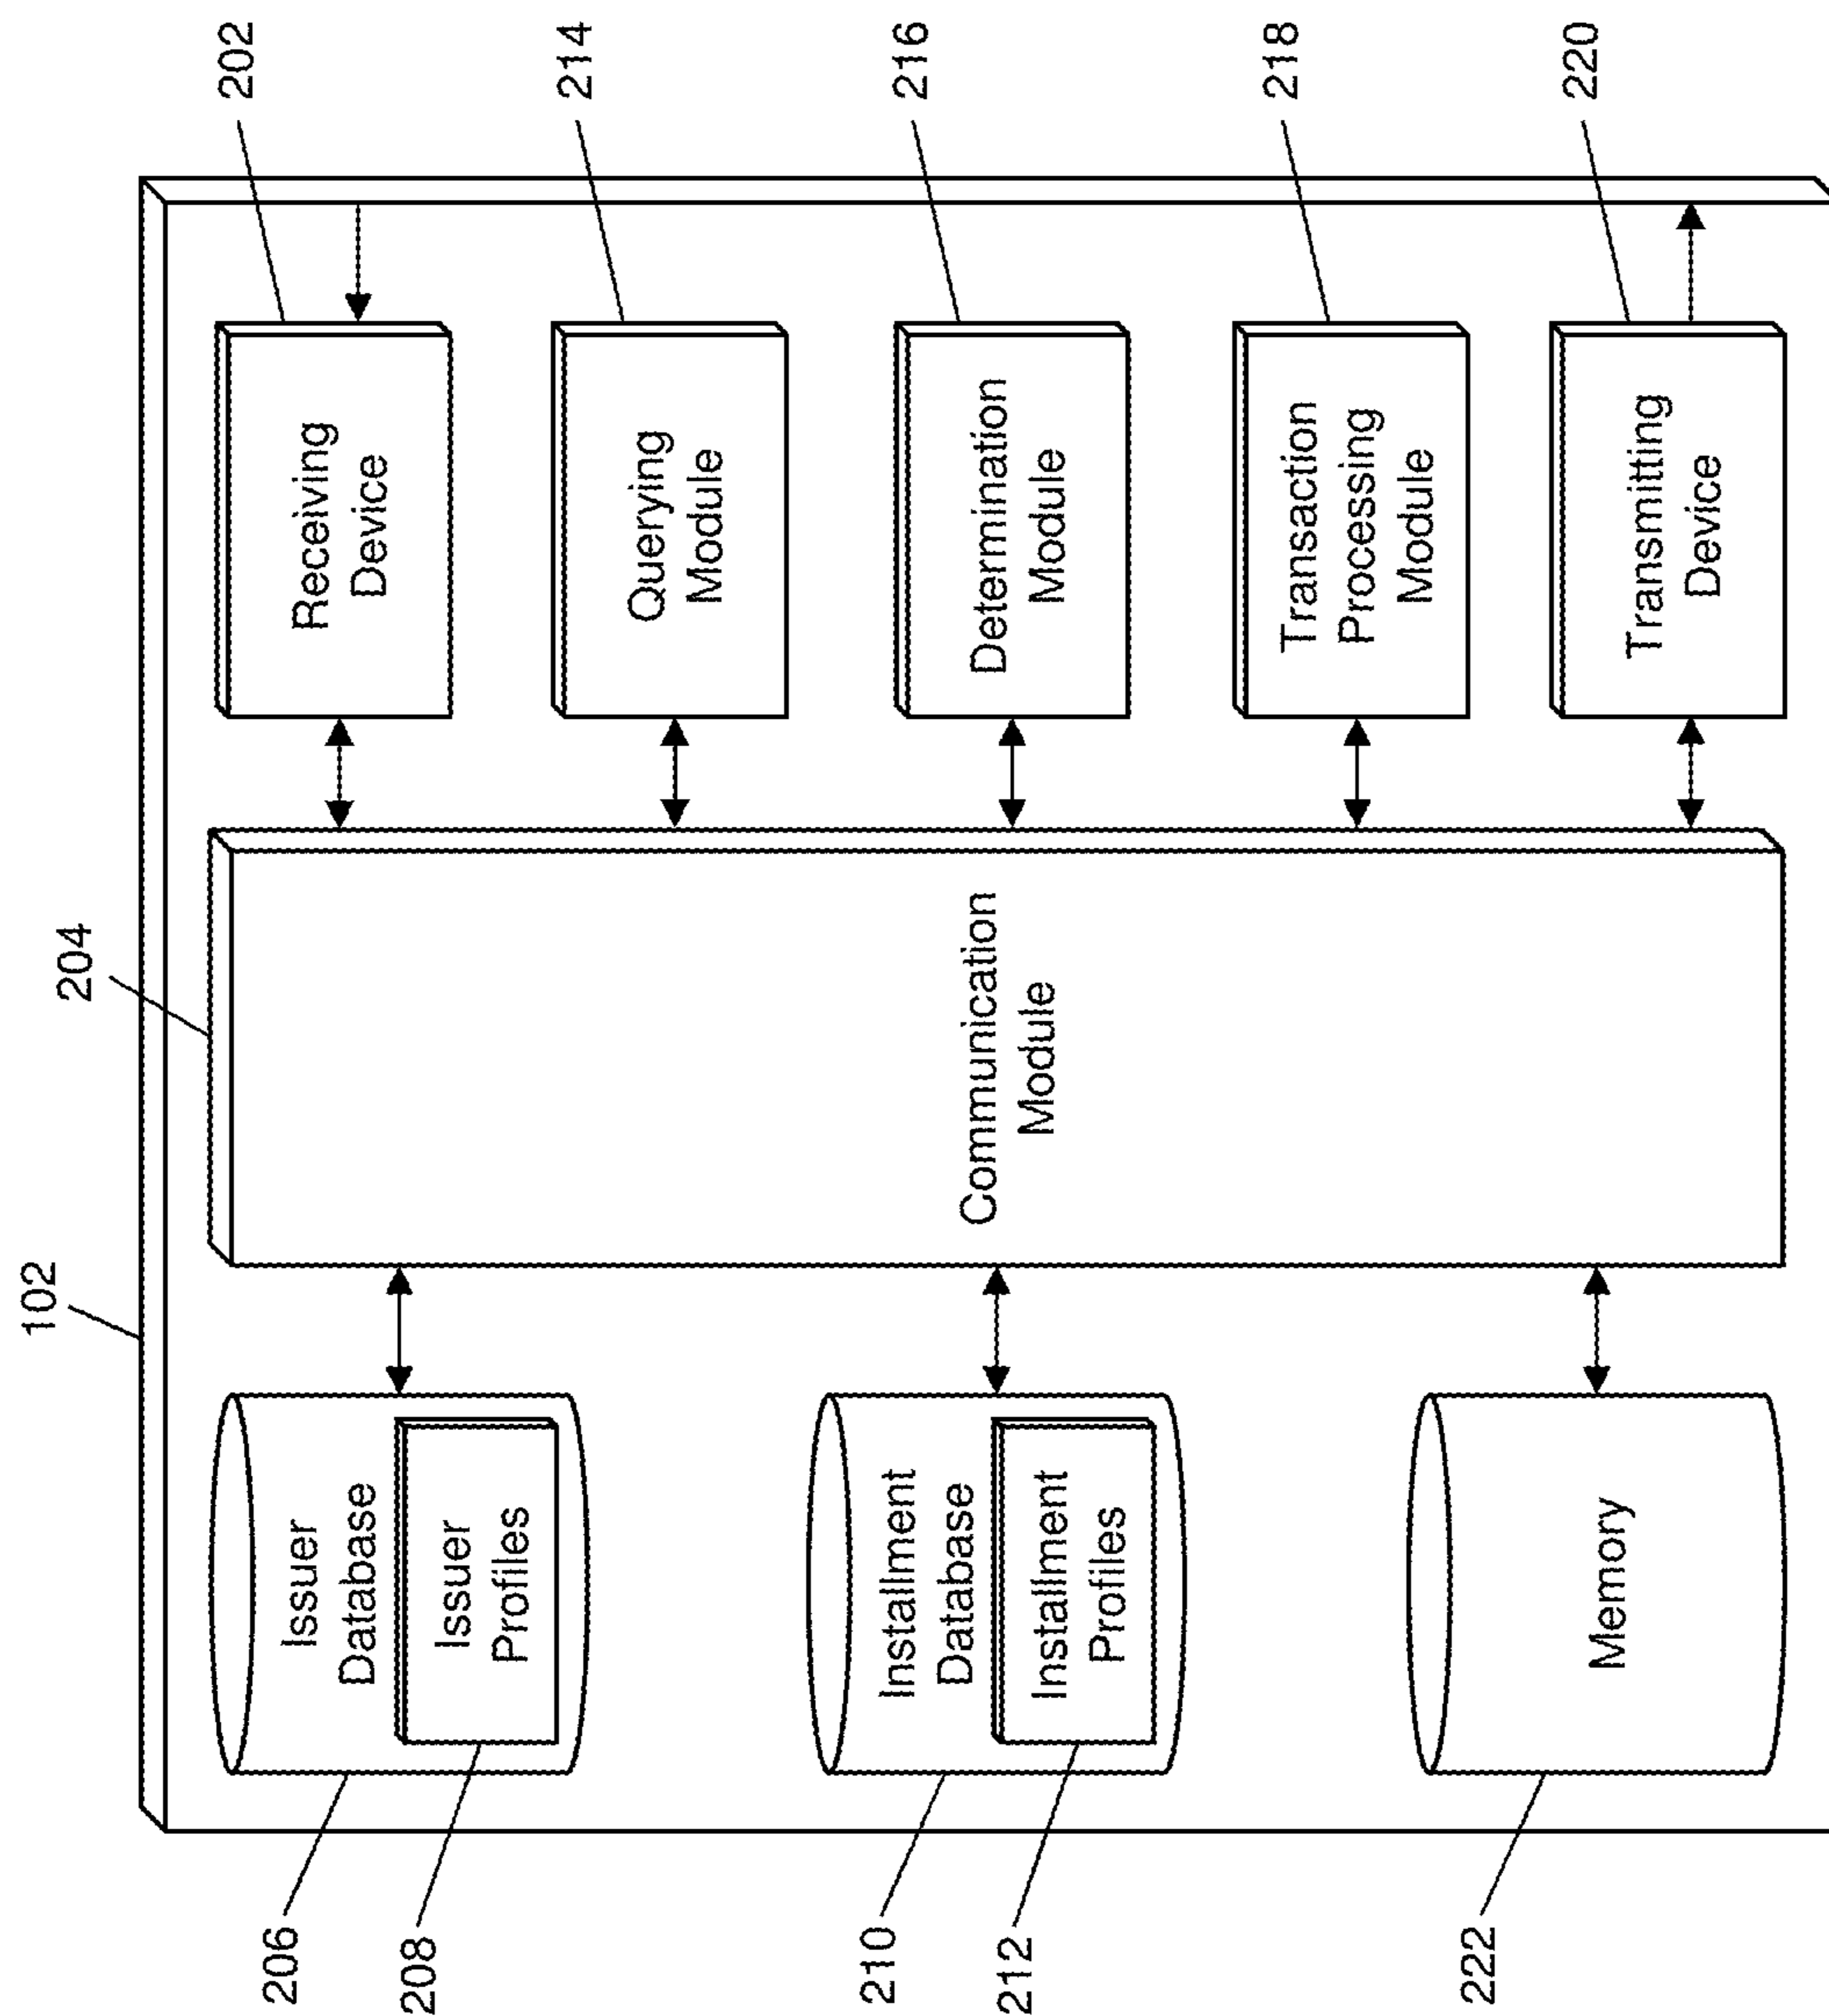 102
204
206
Issuer
Database
208
Issuer
Profiles
210
Installment
Database
212
Installment
Profiles
222
Memory
Communication
Module
Receiving
Device
202
Querying
Module
214
Determination
Module
216
Transaction
Processing
Module
218
Transmitting
Device
220